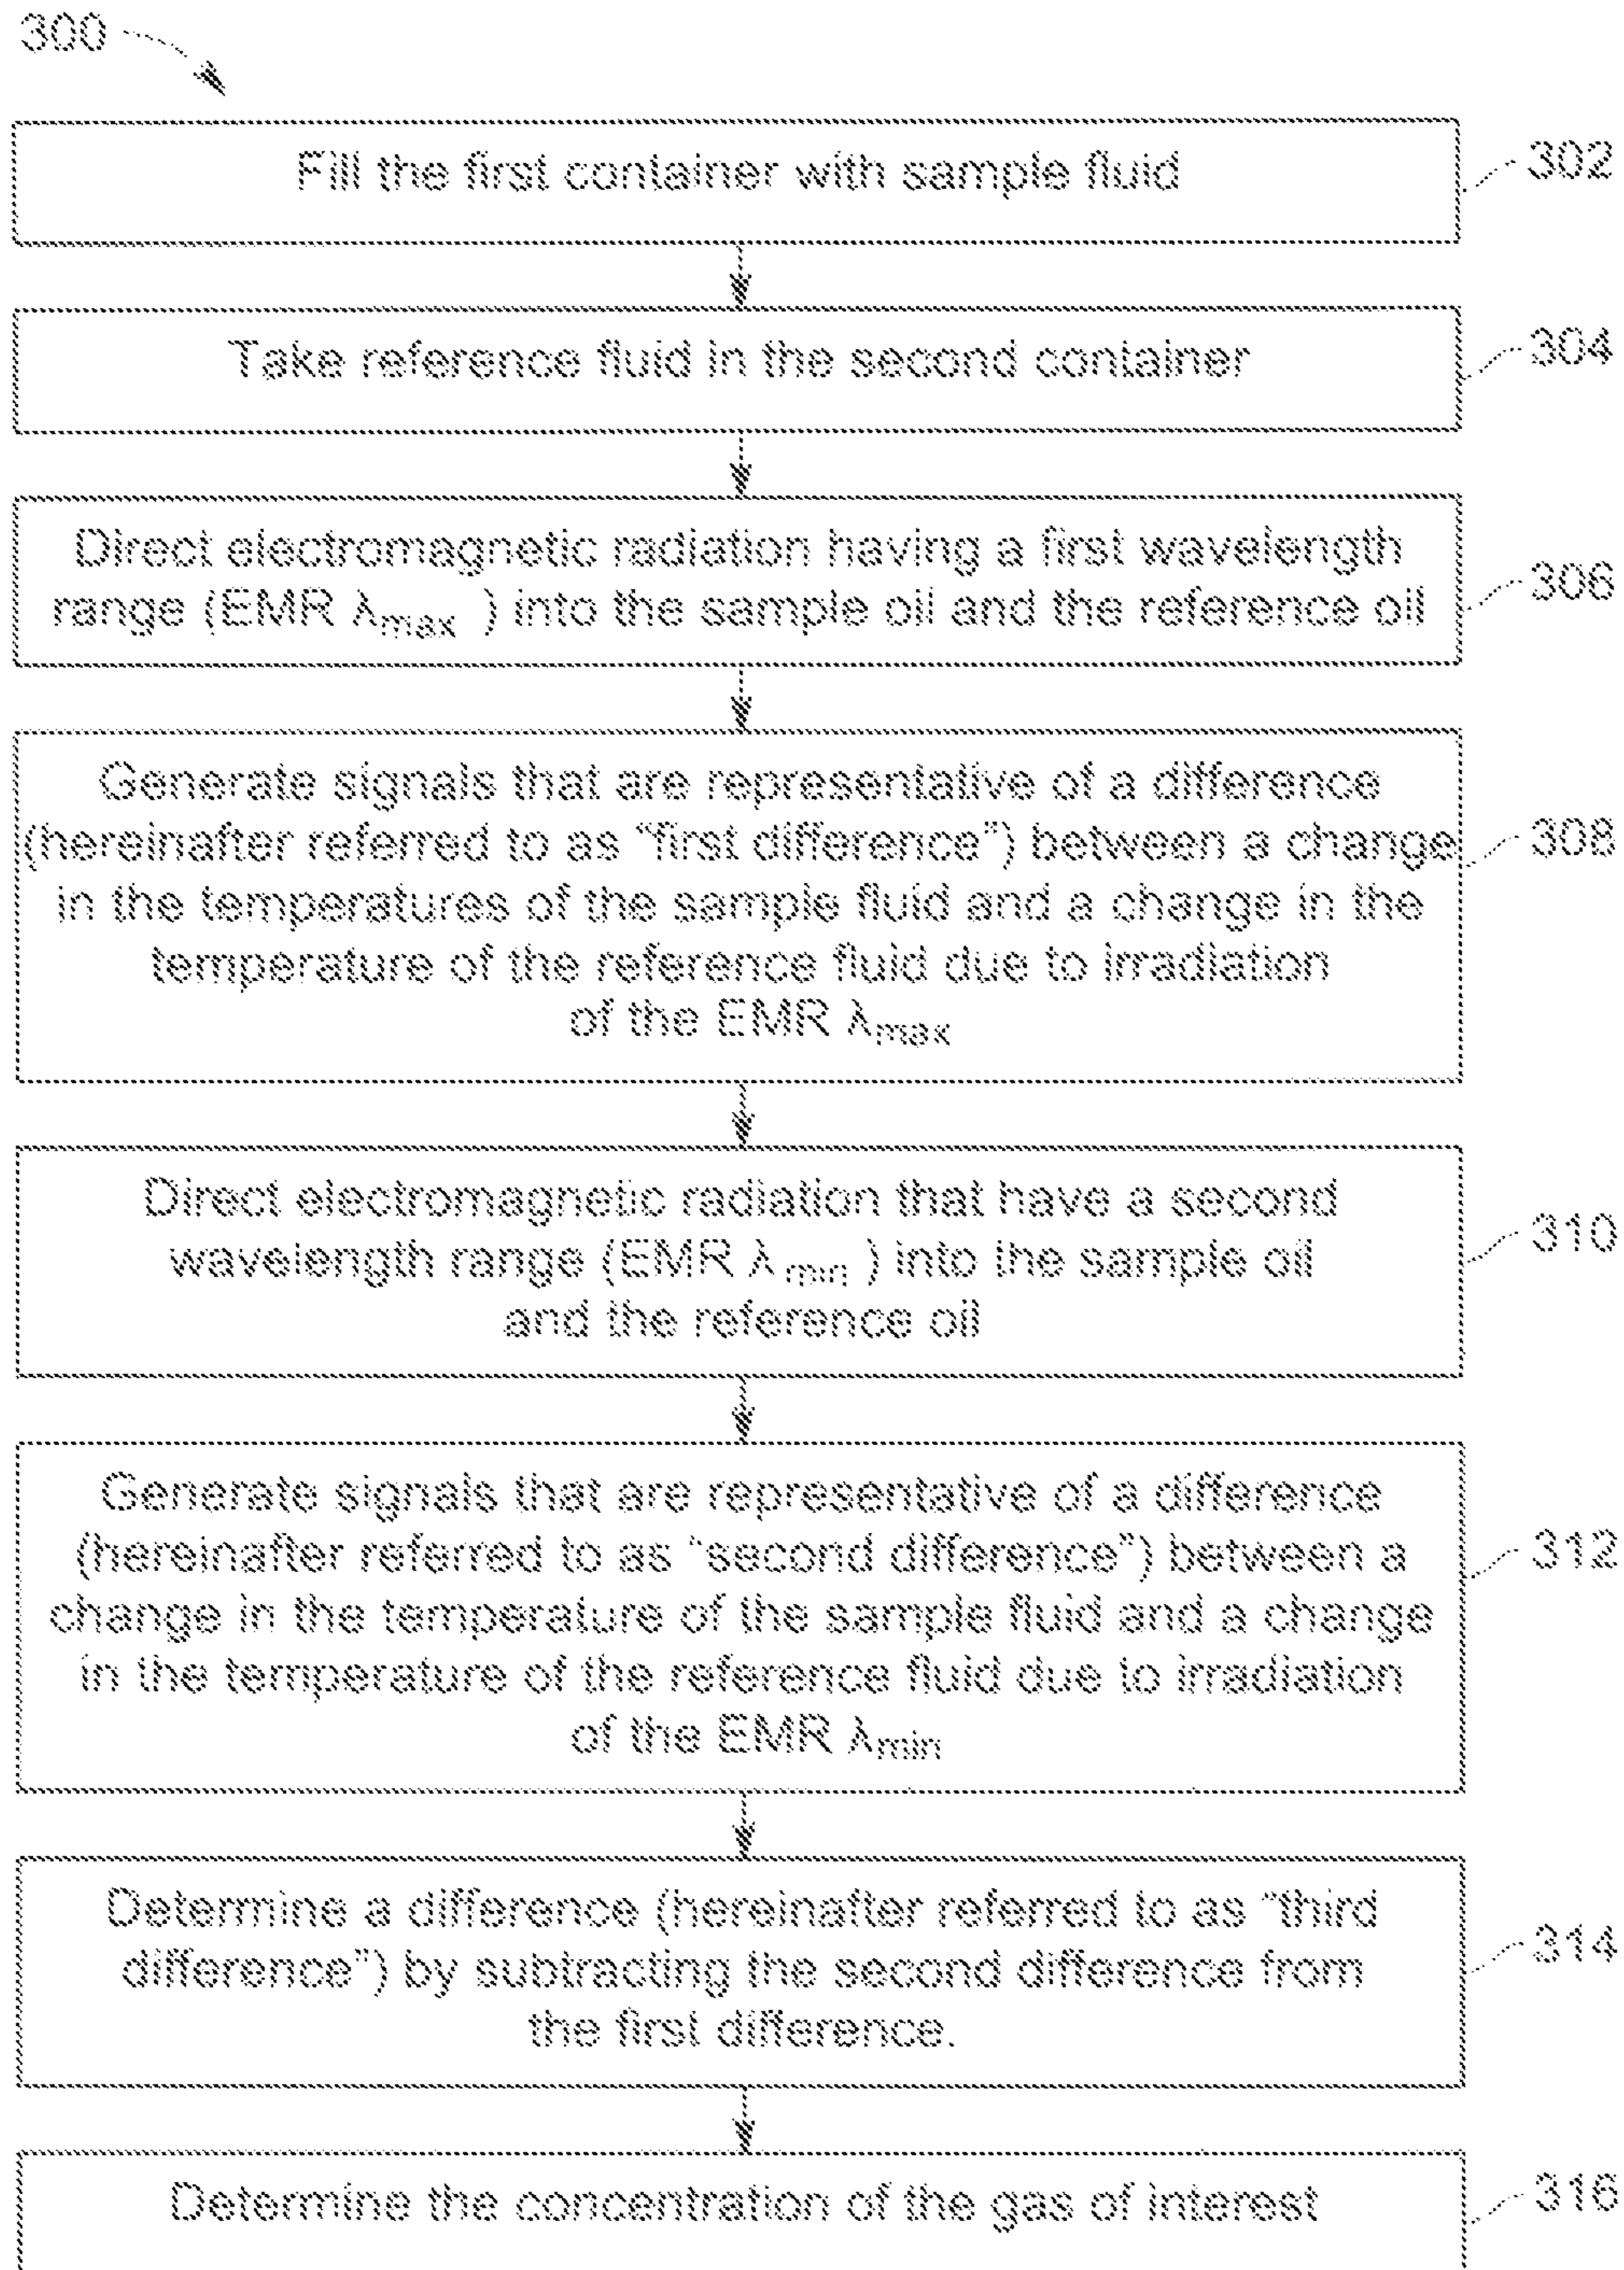 300
Fill the first container with sample fluid
302
Take reference fluid in the second container
304
Direct electromagnetic radiation having a first wavelength
range (EMR λmax ) into the sample oil and the reference oil
306
Generate signals that are representative of a difference
(hereinafter referred to as “first difference”) between a change
in the temperatures of the sample fluid and a change in the
temperature of the reference fluid due to irradiation
of the EMR λmax
308
Direct electromagnetic radiation that have a second
wavelength range (EMR λ min ) into the sample oil
and the reference oil
310
Generate signals that are representative of a difference
(hereinafter referred to as “second difference”) between a
change in the temperature of the sample fluid and a change
in the temperature of the reference fluid due to irradiation
of the EMR λmin
312
Determine a difference (hereinafter referred to as “third
difference”) by subtracting the second difference from
the first difference.
314
Determine the concentration of the gas of interest
316